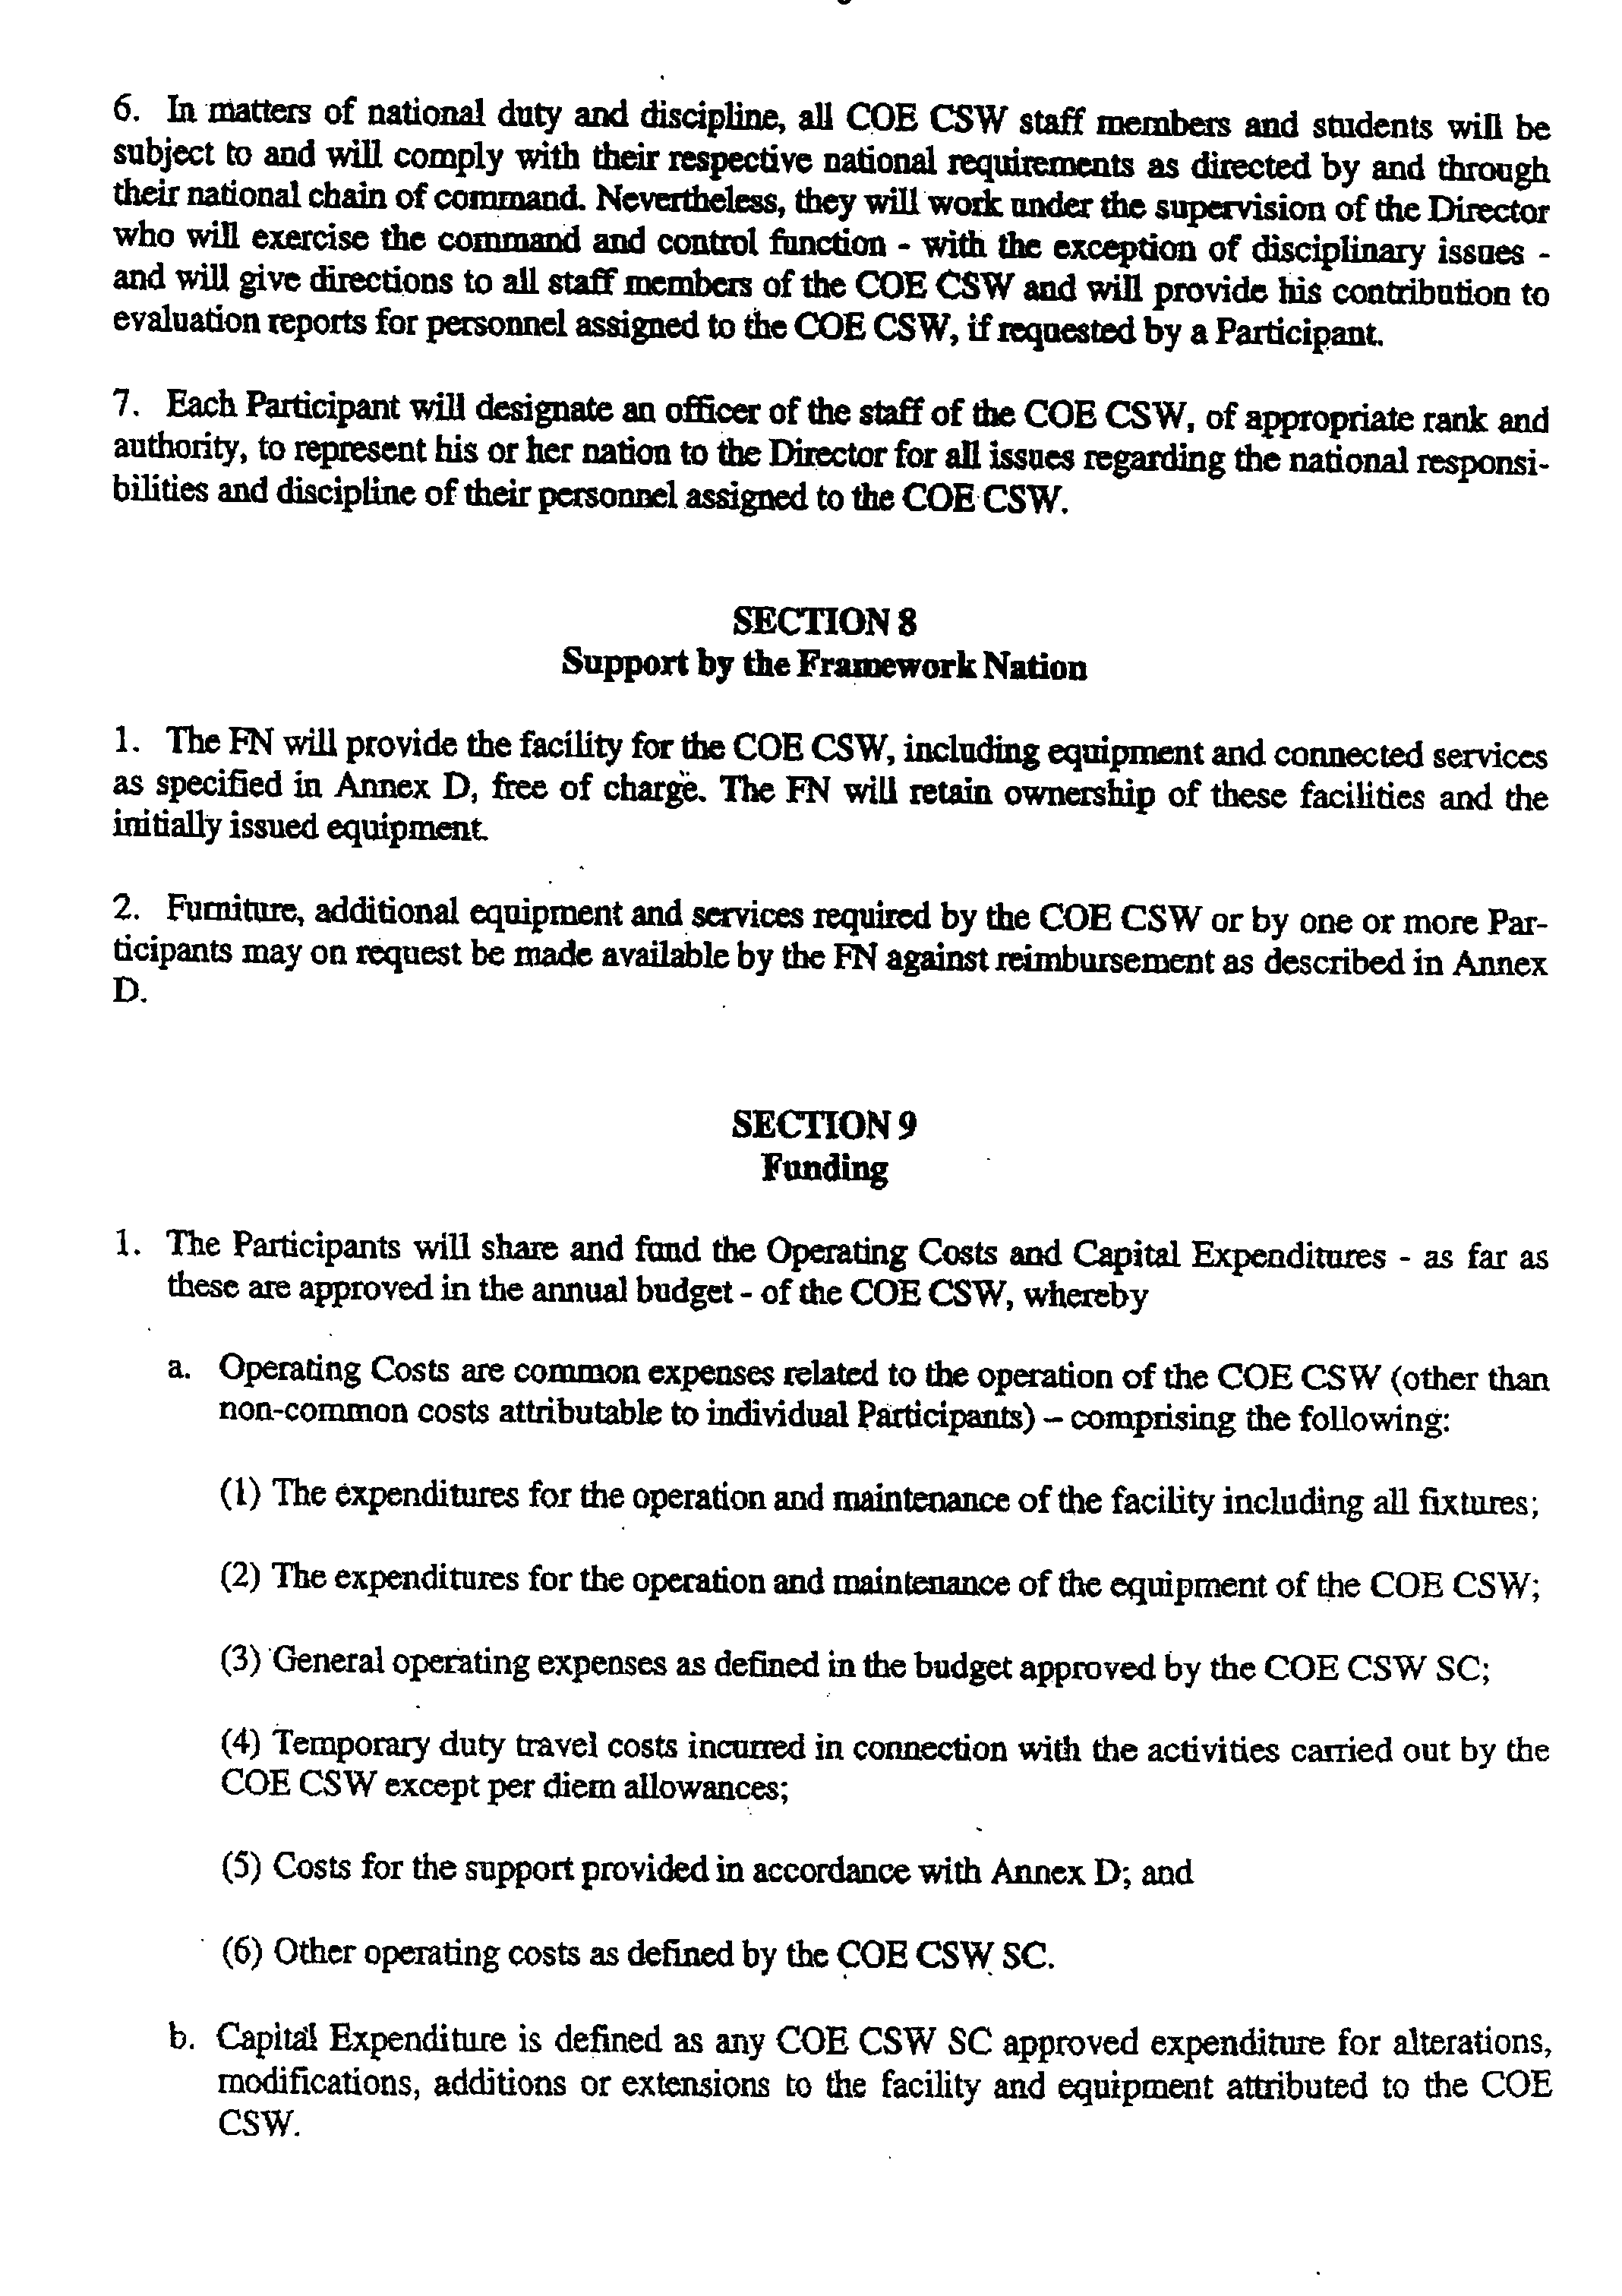 6. In matters of national duty and discipline, all COE CSW staff members and students will be
subject to and will comply with their respective national requirements as directed by and through
their national chain of command. Nevertheless, they will work under the supervision of the Director
who will exercise the command and control function - with the exception of disciplinary issues -
and will give directions to all staff members of the COE CSW and will provide his contribution to
evaluation reports for personnel assigned to the COE CSW, if requested by a Participant.
7. Each Participant will designate an officer of the staff of the COE CSW, of appropriate rank and
authority, to represent his or her nation to the Director for all issues regarding the national responsi-
bilities and discipline of their personnel assigned to the COE CSW.
SECTION 8
Support by the Framework Nation
1. The FN will provide the facility for the COE CSW, including equipment and connected services
as specified in Annex D, free of charge. The FN will retain ownership of these facilities and the
initially issued equipment.
2. Furniture, additional equipment and services required by the COE CSW or by one or more Par-
ticipants may on request be made available by the FN against reimbursement as described in Annex
D.
SECTION 9
Funding
1. The Participants will share and fund the Operating Costs and Capital Expenditures - as far as
these are approved in the annual budget - of the COE CSW, whereby
a. Operating Costs are common expenses related to the operation of the COE CSW (other than
non-common costs attributable to individual Participants) – comprising the following:
(1) The expenditures for the operation and maintenance of the facility including all fixtures;
(2) The expenditures for the operation and maintenance of the equipment of the COE CSW;
(3) General operating expenses as defined in the budget approved by the COE CSW SC;
(4) Temporary duty travel costs incurred in connection with the activities carried out by the
COE CSW except per diem allowances;
(5) Costs for the support provided in accordance with Annex D; and
(6) Other operating costs as defined by the COE CSW SC.
b. Capital Expenditure is defined as any COE CSW SC approved expenditure for alterations,
modifications, additions or extensions to the facility and equipment attributed to the COE
CSW.